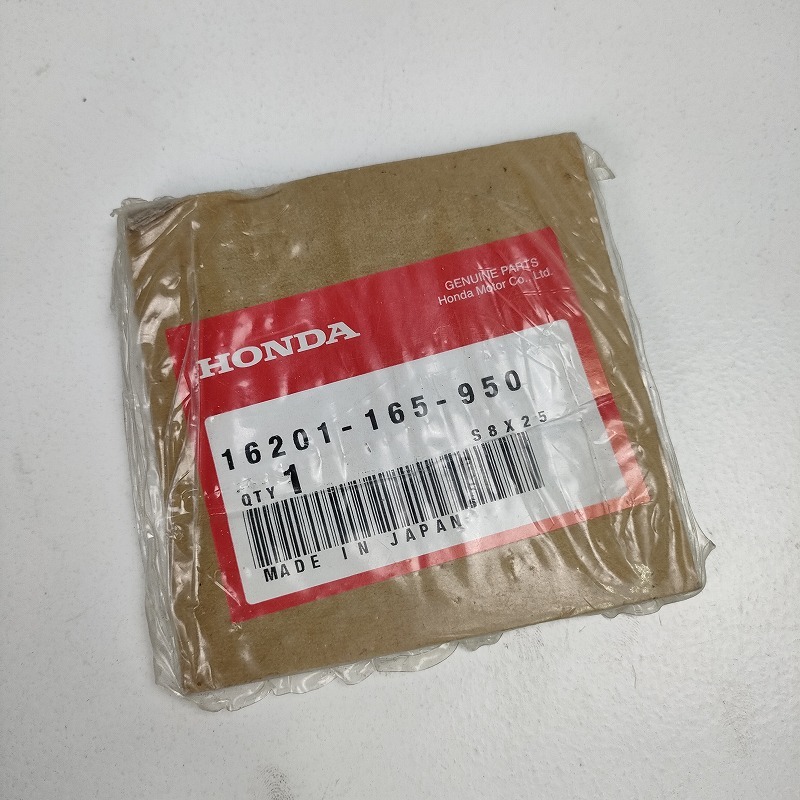 GENUINE PARTS
Honda Motor Co., Ltd.
HONDA
16201-165-950
S8X25
QTY 1
MADE IN JAPAN